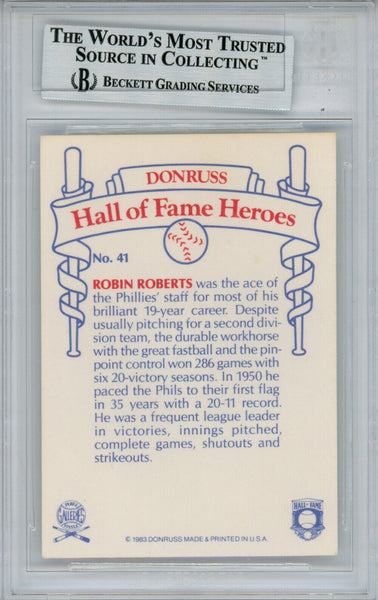 THE WORLD'S MOST TRUSTED
SOURCE IN COLLECTING™
B BECKETT GRADING SERVICES
DONRUSS
Hall of Fame Heroes
No. 41
ROBIN ROBERTS was the ace of
the Phillies' staff for most of his
brilliant 19-year career. Despite
usually pitching for a second divi-
sion team, the durable workhorse
with the great fastball and the pin-
point control won 286 games with
six 20-victory seasons. In 1950 he
paced the Phils to their first flag
in 35 years with a 20-11 record.
He was a frequent league leader
in victories, innings pitched,
complete games, shutouts and
strikeouts.
PEREZ
GALLERIES
HALL OF FAME
© 1983 DONRUSS MADE & PRINTED IN U.S.A.